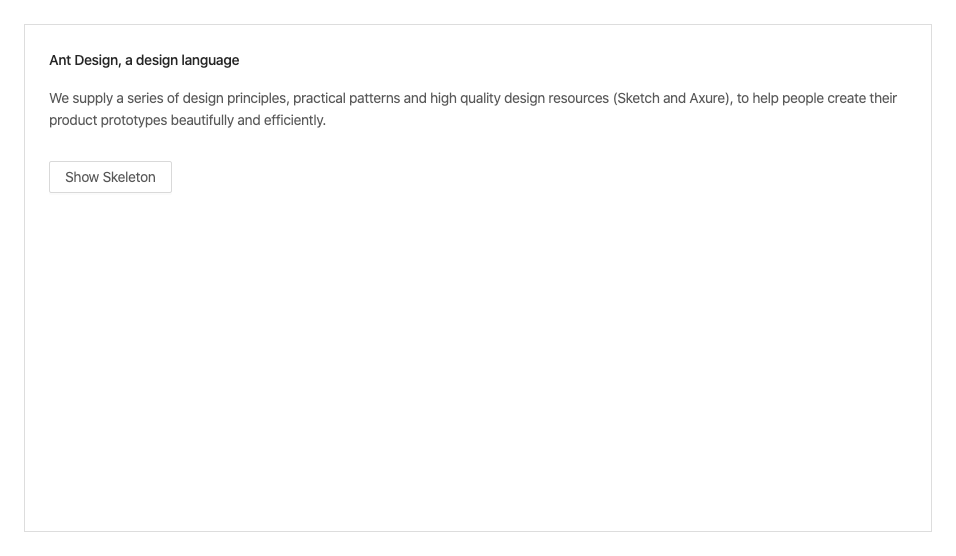 Ant Design, a design language
We supply a series of design principles, practical patterns and high quality design resources (Sketch and Axure), to help people create their
product prototypes beautifully and efficiently.
Show Skeleton